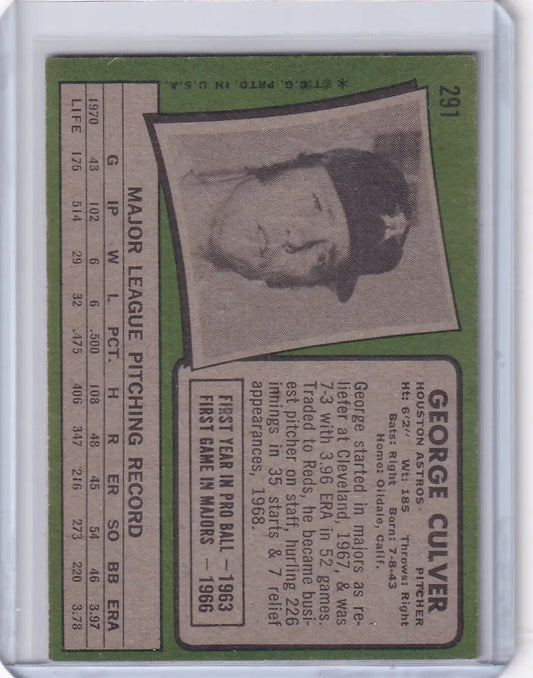 291
GEORGE CULVER
HOUSTON ASTROS PITCHER
Ht: 6'2" Wt: 185 Throws: Right
Bats: Right Born: 7-8-43
Home: Oildale, Calif.
George started in majors as re-
liefer at Cleveland, 1967, & was
7-3 with 3.96 ERA in 52 games.
Traded to Reds, he became busi-
est pitcher on staff, hurling 226
innings in 35 starts & 7 relief
appearances, 1968.
FIRST YEAR IN PRO BALL — 1963
FIRST GAME IN MAJORS — 1966
MAJOR LEAGUE PITCHING RECORD
G IP W L PCT. H R ER SO BB ERA
1970 43 102 6 6 .500 108 48 45 54 46 3.97
LIFE 175 514 29 32 .475 406 347 216 273 220 3.78
* © T.C.G. PRTD. IN U.S.A.